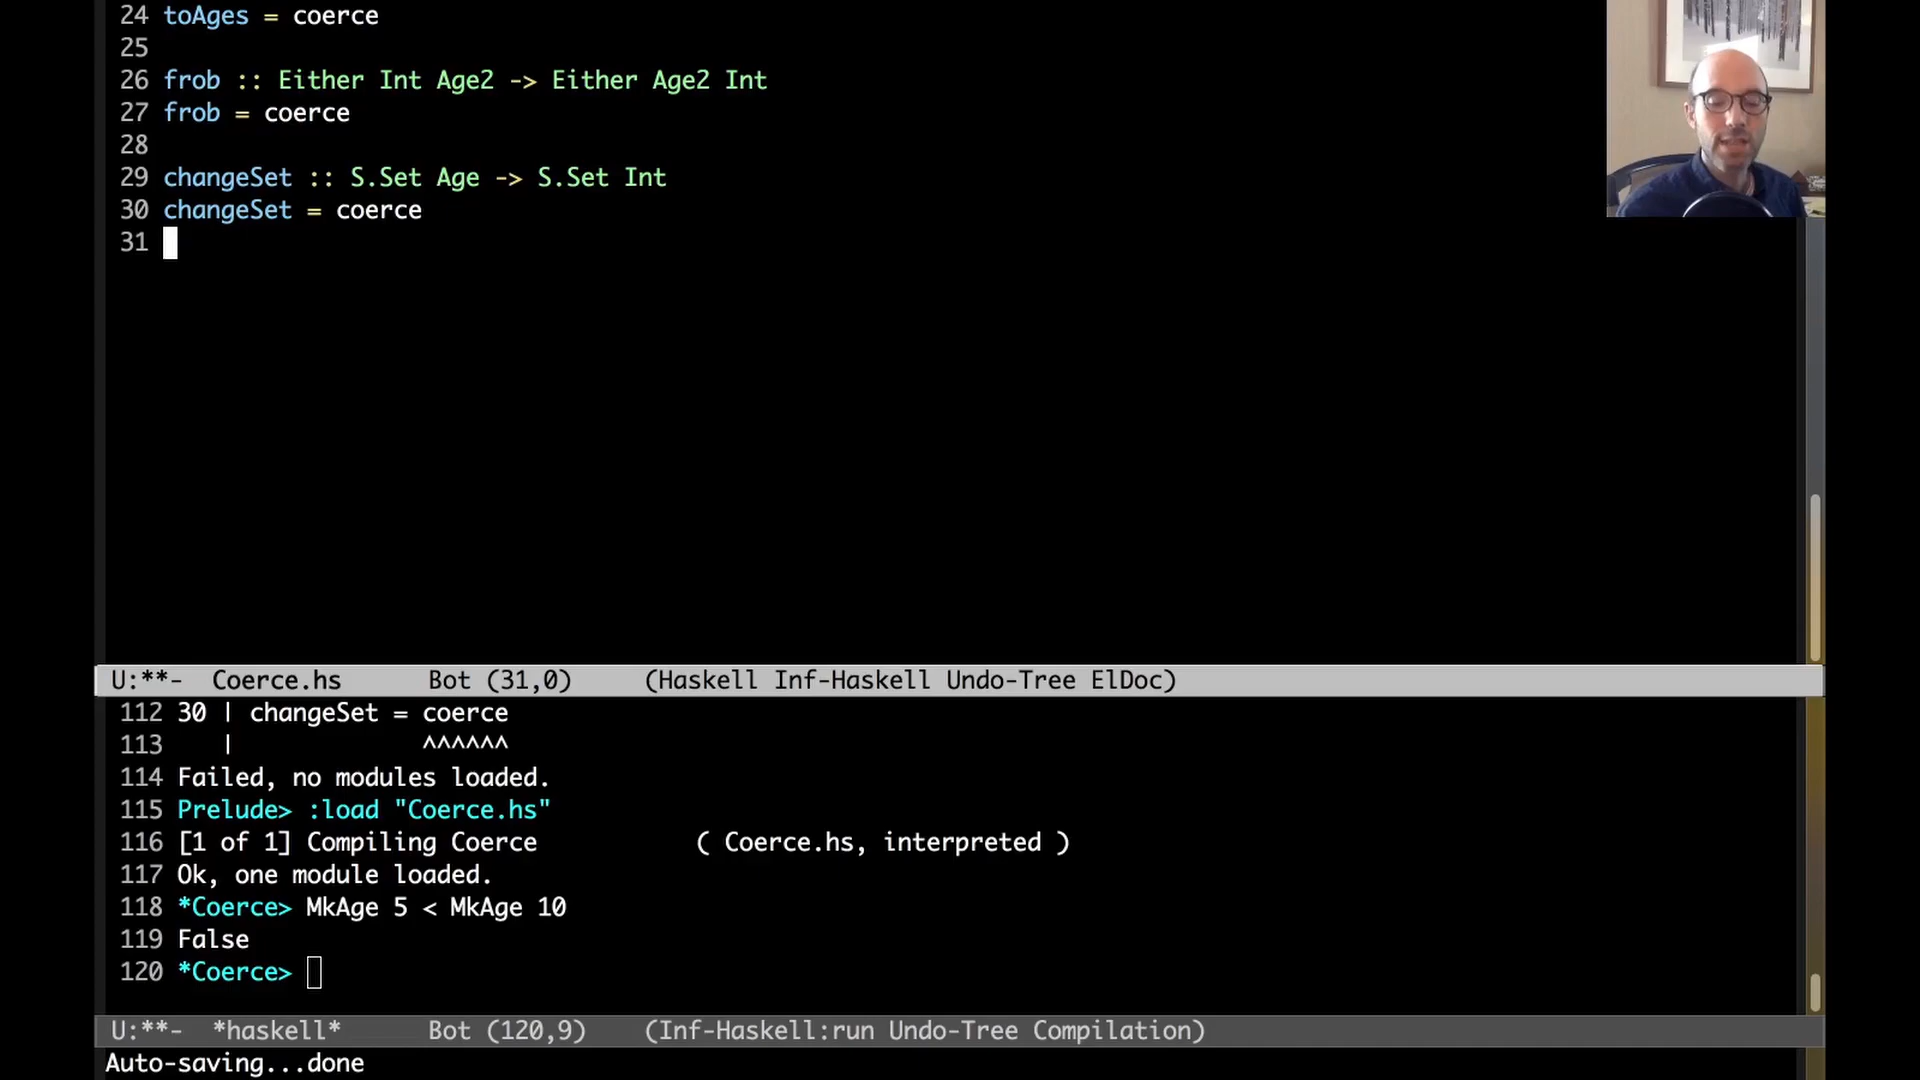 24 toAges = coerce
25
26 frob :: Either Int Age2 -> Either Age2 Int
27 frob = coerce
28
29 changeSet :: S.Set Age -> S.Set Int
30 changeSet = coerce
31
U:**-  Coerce.hs      Bot (31,0)     (Haskell Inf-Haskell Undo-Tree ElDoc)
112 30 | changeSet = coerce
113    |             ^^^^^^
114 Failed, no modules loaded.
115 Prelude> :load "Coerce.hs"
116 [1 of 1] Compiling Coerce           ( Coerce.hs, interpreted )
117 Ok, one module loaded.
118 *Coerce> MkAge 5 < MkAge 10
119 False
120 *Coerce>
U:**-  *haskell*      Bot (120,9)    (Inf-Haskell:run Undo-Tree Compilation)
Auto-saving...done